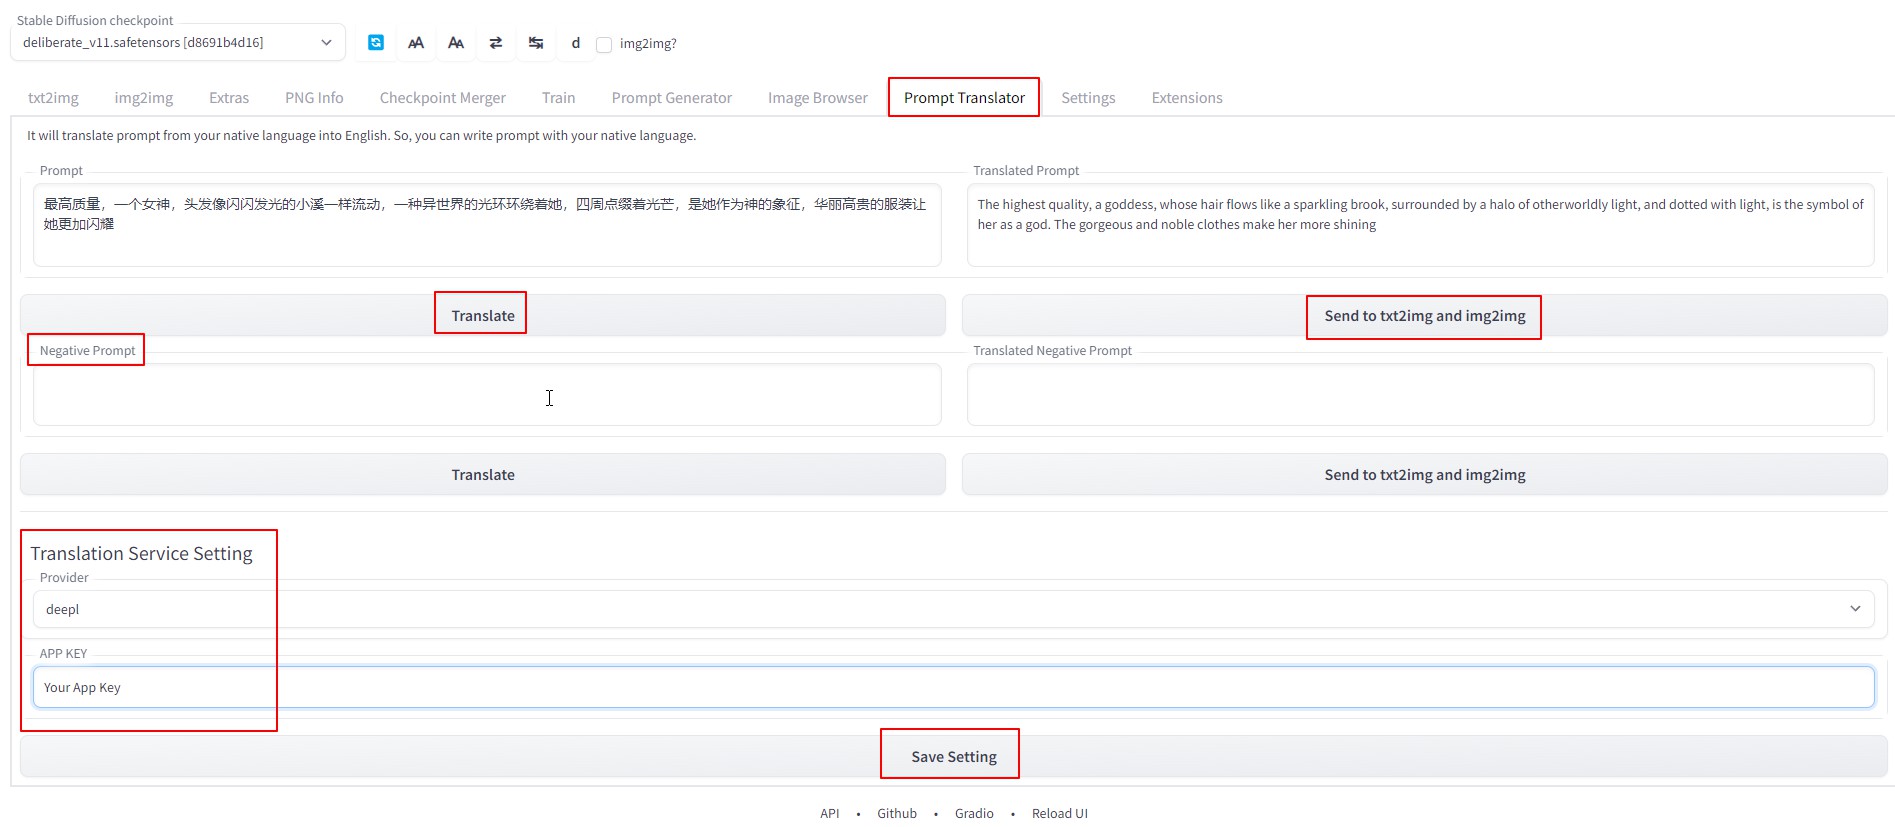 Stable Diffusion checkpoint
deliberate_v11.safetensors [d8691b4d16]
AA
AA
d
img2img?
txt2img
img2img
Extras
PNG Info
Checkpoint Merger
Train
Prompt Generator
Image Browser
Prompt Translator
Settings
Extensions
It will translate prompt from your native language into English. So, you can write prompt with your native language.
Prompt
最高质量，一个女神，头发像闪闪发光的小溪一样流动，一种异世界的光环环绕着她，四周点缀着光芒，是她作为神的象征，华丽高贵的服装让
她更加闪耀
Translated Prompt
The highest quality, a goddess, whose hair flows like a sparkling brook, surrounded by a halo of otherworldly light, and dotted with light, is the symbol of
her as a god. The gorgeous and noble clothes make her more shining
Translate
Send to txt2img and img2img
Negative Prompt
Translated Negative Prompt
Translate
Send to txt2img and img2img
Translation Service Setting
Provider
deepl
APP KEY
Your App Key
Save Setting
API • Github • Gradio • Reload UI